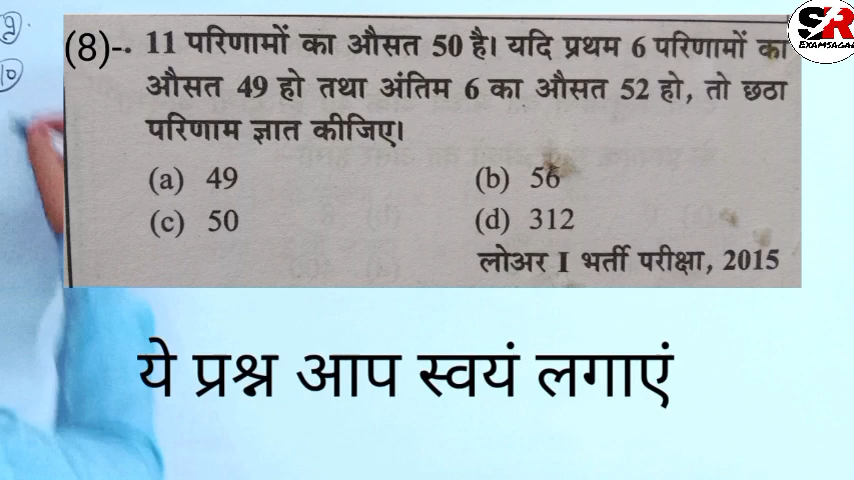 (8)-. 11 परिणामों का औसत 50 है। यदि प्रथम 6 परिणामों का
औसत 49 हो तथा अंतिम 6 का औसत 52 हो, तो छठा
परिणाम ज्ञात कीजिए।
(a) 49 (b) 56
(c) 50 (d) 312
लोअर I भर्ती परीक्षा, 2015
ये प्रश्न आप स्वयं लगाएं
SR